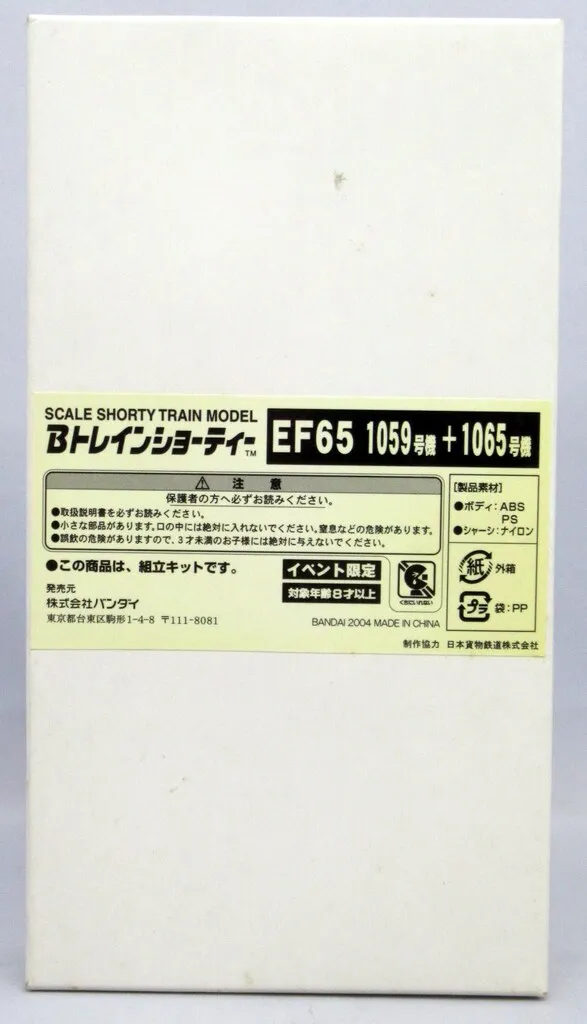 SCALE SHORTY TRAIN MODEL
Bトレインショーティー™
EF65 1059号機+1065号機
⚠ 注 意
保護者の方へ必ずお読みください。
●取扱説明書を必ずお読みください。
●小さな部品があります。口の中には絶対に入れないでください。窒息などの危険があります。
●誤飲の危険がありますので、3才未満のお子様には絶対に与えないでください。
●この商品は、組立キットです。
イベント限定
対象年齢8才以上
くちにいれない
発売元
株式会社バンダイ
東京都台東区駒形1-4-8 〒111-8081
BANDAI 2004 MADE IN CHINA
[製品素材]
●ボディ:ABS
PS
●シャーシ:ナイロン
紙 外箱
プラ 袋:PP
制作協力 日本貨物鉄道株式会社